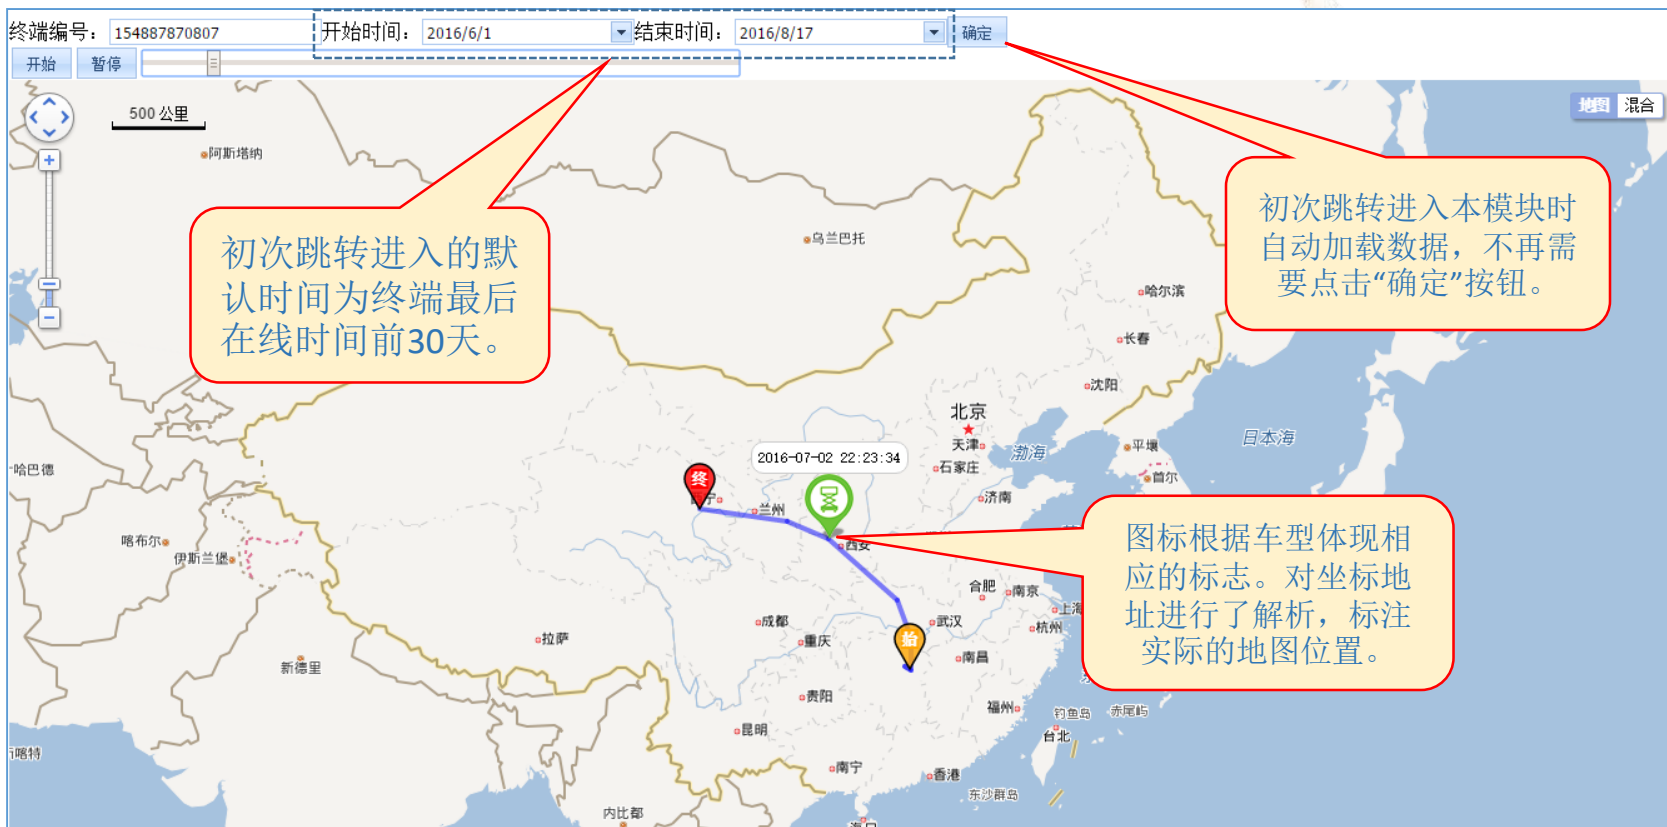 终端编号： 154887870807 开始时间： 2016/6/1 结束时间： 2016/8/17 确定
开始 暂停
500 公里
地图 混合
阿斯塔纳
乌兰巴托
初次跳转进入本模块时
自动加载数据，不再需
要点击“确定”按钮。
初次跳转进入的默
认时间为终端最后
在线时间前30天。
哈尔滨
长春
沈阳
北京
天津
渤海
平壤
日本海
2016-07-02 22:23:34
石家庄
首尔
哈巴德
终
宁
济南
兰州
西安
图标根据车型体现相
应的标志。对坐标地
址进行了解析，标注
实际的地图位置。
喀布尔
伊斯兰堡
合肥
南京
上海
成都
武汉
杭州
拉萨
重庆
始
南昌
新德里
贵阳
福州
钓鱼岛
赤尾屿
昆明
台北
喀特
南宁
香港
东沙群岛
内比都
海口